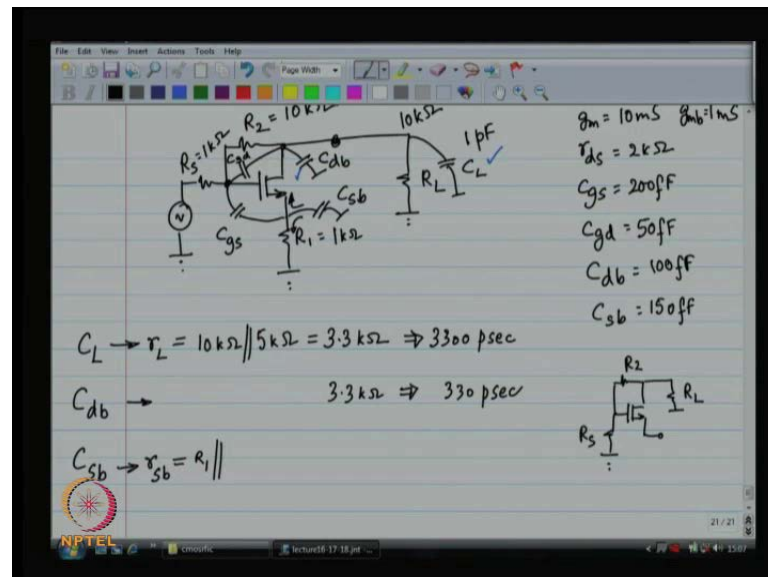 File Edit View Insert Actions Tools Help
Page Width
R2 = 10kΩ
10kΩ
gm = 10mS gmb=1mS
RS=1kΩ
Cgd
Cdb
1pF
CL ✓
rds = 2kΩ
Csb
RL
Cgs = 200fF
Cgs
R1 = 1kΩ
Cgd = 50fF
Cdb = 100fF
Csb = 150fF
CL → rL = 10kΩ || 5kΩ = 3.3kΩ ⇒ 3300 psec
R2
Cdb → 3.3kΩ ⇒ 330 psec
RL
RS
Csb → rsb = R1 ||
21 / 21
NPTEL
cmosrfic
lecture16-17-18.jnt -...
15:07